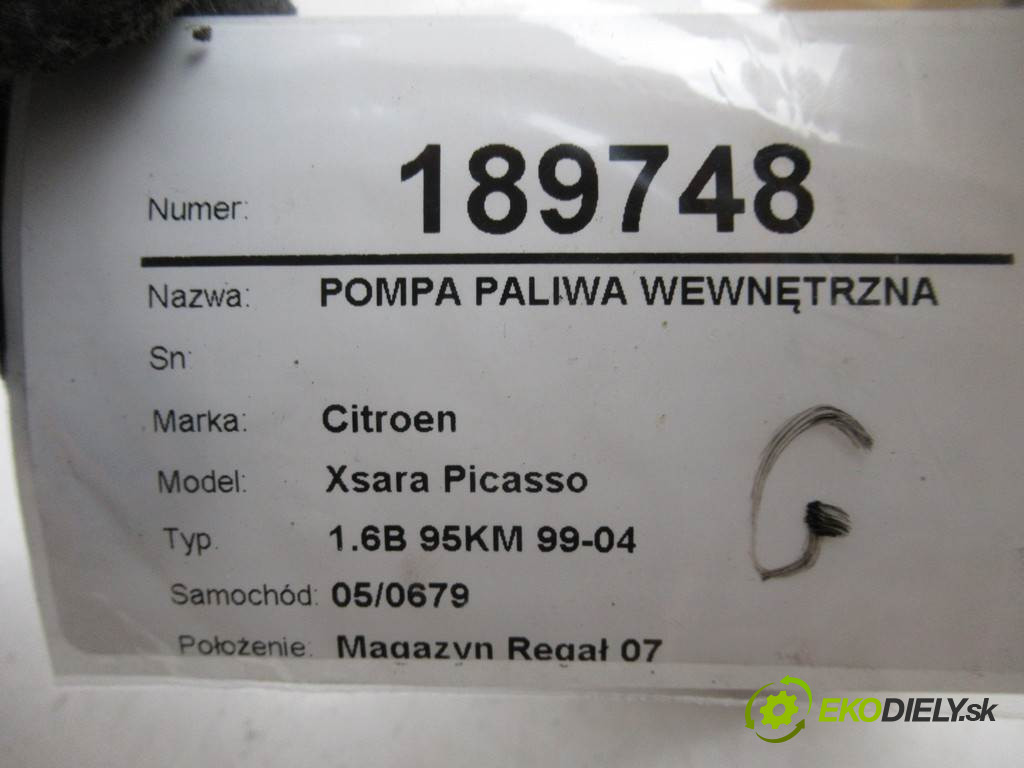 Numer: 189748
Nazwa: POMPA PALIWA WEWNĘTRZNA
Sn:
Marka: Citroen
Model: Xsara Picasso
Typ. 1.6B 95KM 99-04
Samochód: 05/0679
Położenie: Magazyn Regał 07
G
EKODIELY.sk